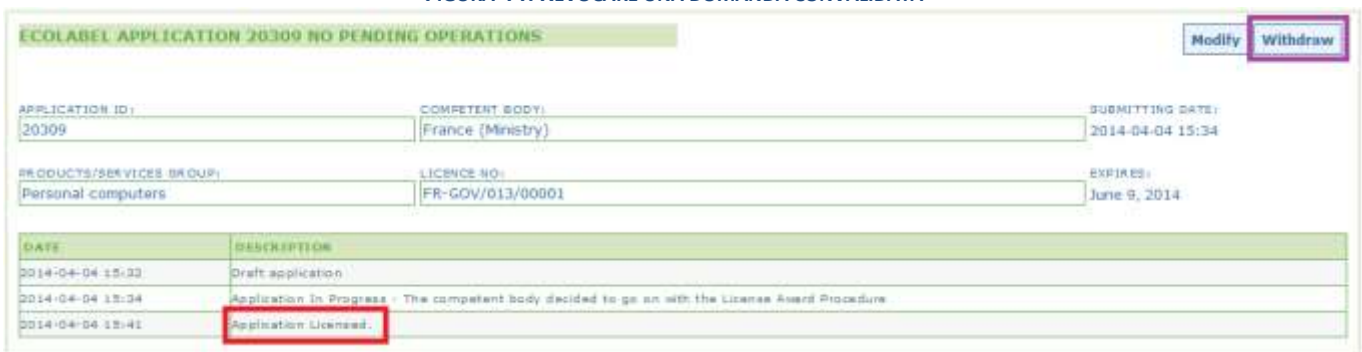 ECOLABEL APPLICATION 20309 NO PENDING OPERATIONS
Modify Withdraw
APPLICATION ID: COMPETENT BODY: SUBMITTING DATE:
20309 France (Ministry) 2014-04-04 15:34
PRODUCTS/SERVICES GROUP: LICENCE NO: EXPIRES:
Personal computers FR-GOV/013/00001 June 9, 2014
DATE DESCRIPTION
2014-04-04 15:33 Draft application
2014-04-04 15:34 Application In Progress - The competent body decided to go on with the License Award Procedure
2014-04-04 15:41 Application Licensed.